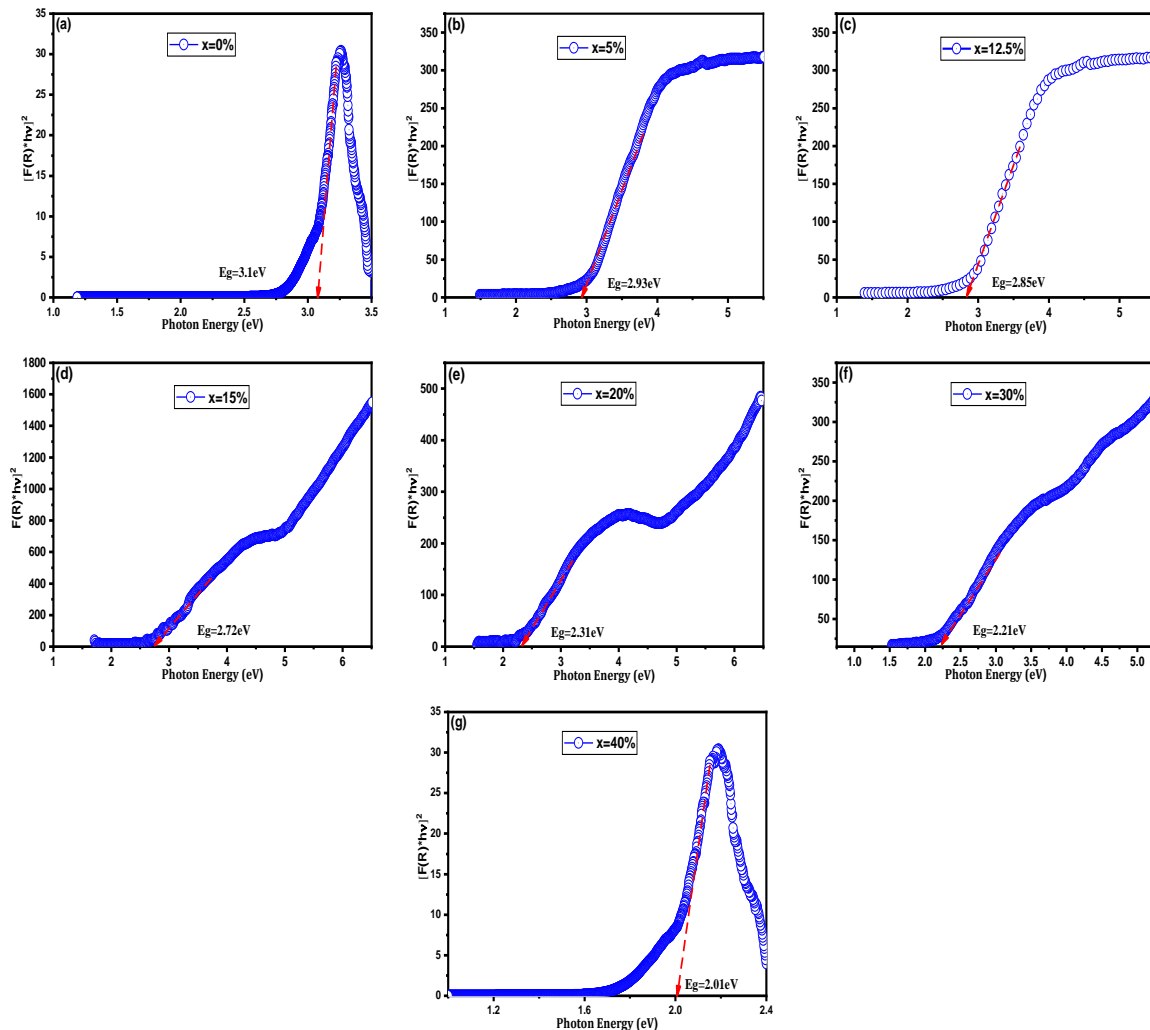 (a)
x=0%
[F(R)*hν]²
35
30
25
20
15
10
5
0
Eg=3.1eV
1.0 1.5 2.0 2.5 3.0 3.5
Photon Energy (eV)
(b)
x=5%
[F(R)*hν]²
350
300
250
200
150
100
50
0
Eg=2.93eV
1 2 3 4 5
Photon Energy (eV)
(c)
x=12.5%
[F(R)*hν]²
350
300
250
200
150
100
50
0
Eg=2.85eV
1 2 3 4 5
Photon Energy (eV)
(d)
x=15%
F(R)*hν]²
1800
1600
1400
1200
1000
800
600
400
200
0
Eg=2.72eV
1 2 3 4 5 6
Photon Energy (eV)
(e)
x=20%
F(R)*hν]²
500
400
300
200
100
0
Eg=2.31eV
1 2 3 4 5 6
Photon Energy (eV)
(f)
x=30%
F(R)*hν]²
350
300
250
200
150
100
50
Eg=2.21eV
1.0 1.5 2.0 2.5 3.0 3.5 4.0 4.5 5.0
Photon Energy (eV)
(g)
x=40%
[F(R)*hν]²
35
30
25
20
15
10
5
0
Eg=2.01eV
1.2 1.6 2.0 2.4
Photon Energy (eV)